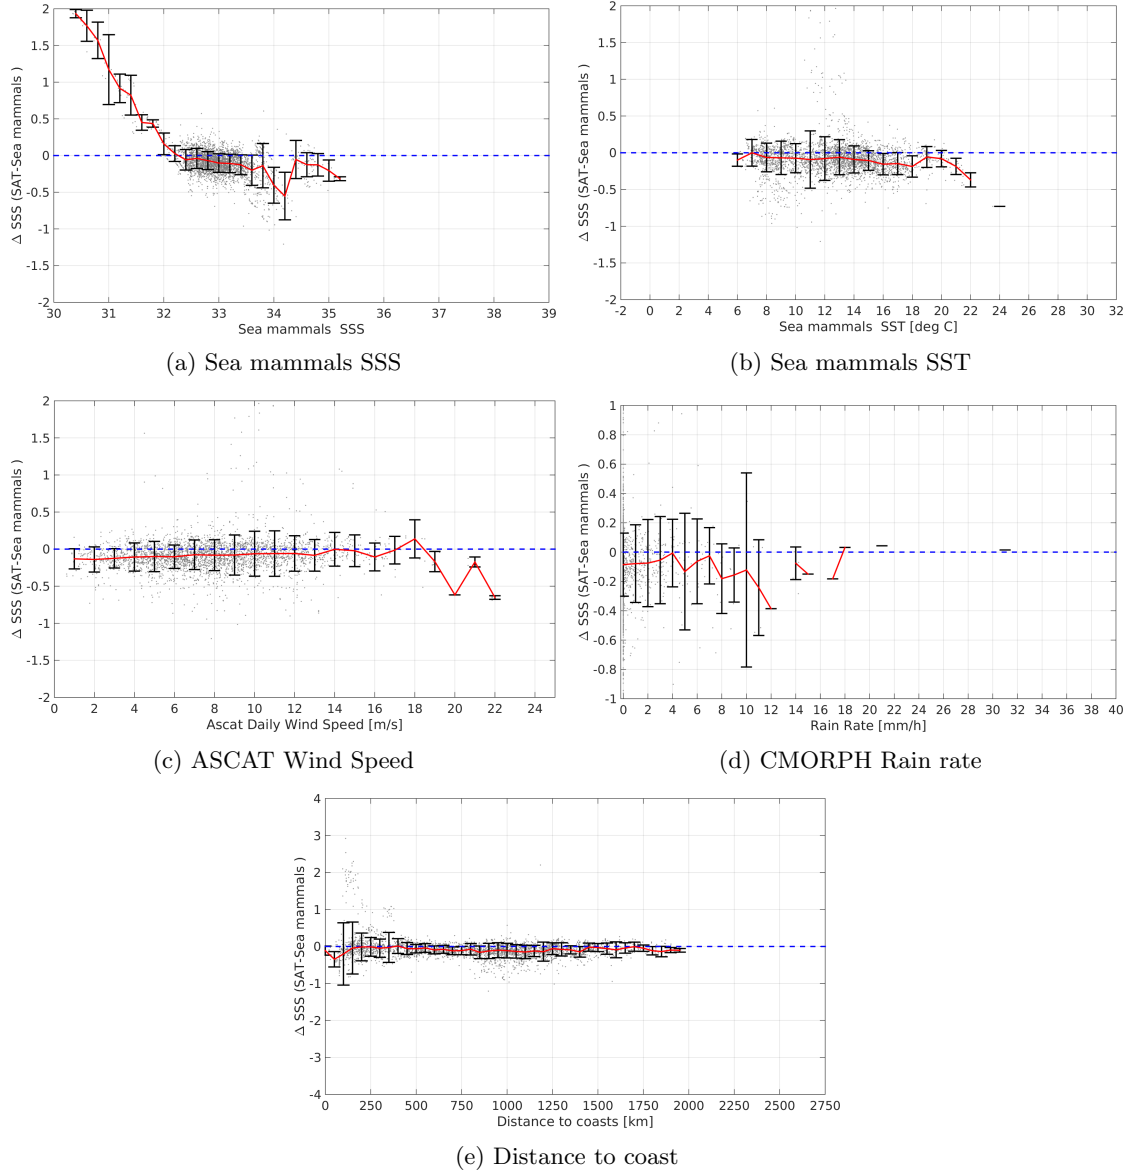 2
1.5
1
0.5
0
-0.5
-1
-1.5
-2
30 31 32 33 34 35 36 37 38 39
Δ SSS (SAT-Sea mammals )
Sea mammals SSS
(a) Sea mammals SSS
2
1.5
1
0.5
0
-0.5
-1
-1.5
-2
-2 0 2 4 6 8 10 12 14 16 18 20 22 24 26 28 30 32
Δ SSS (SAT-Sea mammals )
Sea mammals SST [deg C]
(b) Sea mammals SST
2
1.5
1
0.5
0
-0.5
-1
-1.5
-2
0 2 4 6 8 10 12 14 16 18 20 22 24
Δ SSS (SAT-Sea mammals )
Ascat Daily Wind Speed [m/s]
(c) ASCAT Wind Speed
1
0.8
0.6
0.4
0.2
0
-0.2
-0.4
-0.6
-0.8
-1
0 2 4 6 8 10 12 14 16 18 20 22 24 26 28 30 32 34 36 38 40
Δ SSS (SAT-Sea mammals )
Rain Rate [mm/h]
(d) CMORPH Rain rate
4
3
2
1
0
-1
-2
-3
-4
0 250 500 750 1000 1250 1500 1750 2000 2250 2500 2750
Δ SSS (SAT-Sea mammals )
Distance to coasts [km]
(e) Distance to coast